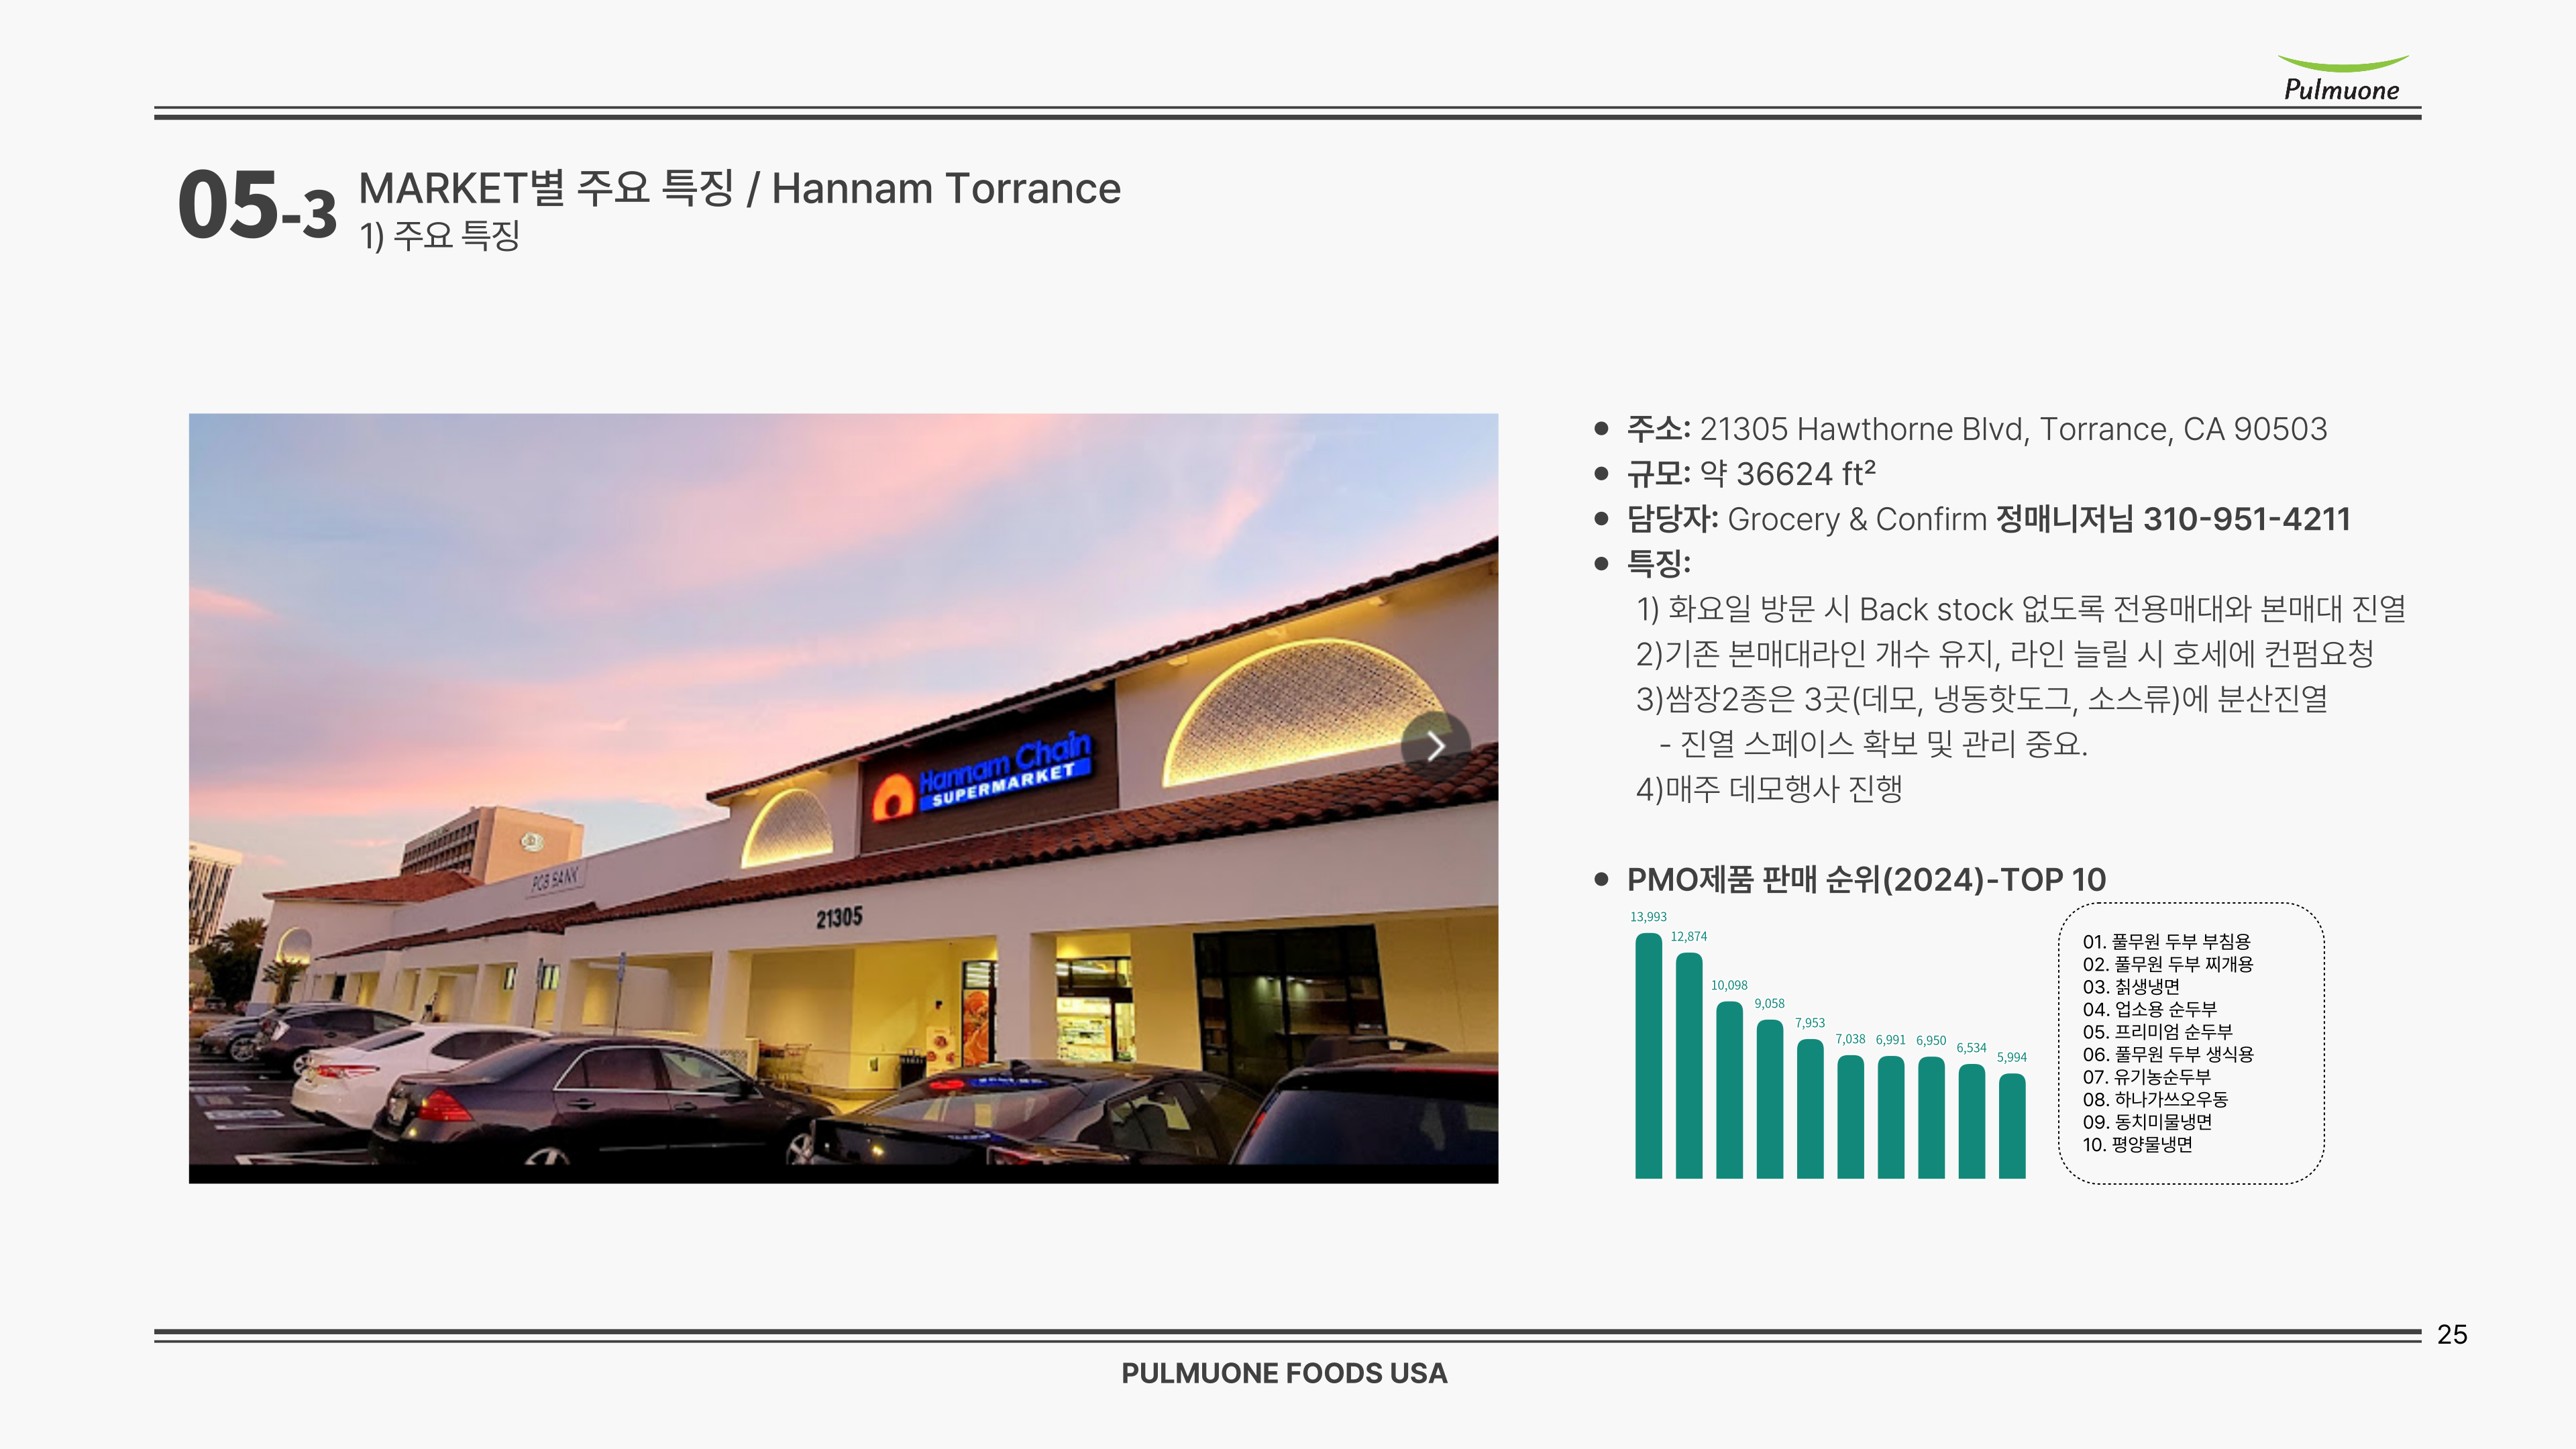 Pulmuone
05-3
MARKET별 주요 특징 / Hannam Torrance
1) 주요 특징
Hannam Chain
SUPERMARKET
PCB BANK
21305
• 주소: 21305 Hawthorne Blvd, Torrance, CA 90503
• 규모: 약 36624 ft²
• 담당자: Grocery & Confirm 정매니저님 310-951-4211
• 특징:
1) 화요일 방문 시 Back stock 없도록 전용매대와 본매대 진열
2)기존 본매대라인 개수 유지, 라인 늘릴 시 호세에 컨펌요청
3)쌈장2종은 3곳(데모, 냉동핫도그, 소스류)에 분산진열
- 진열 스페이스 확보 및 관리 중요.
4)매주 데모행사 진행
• PMO제품 판매 순위(2024)-TOP 10
13,993
12,874
10,098
9,058
7,953
7,038
6,991
6,950
6,534
5,994
01. 풀무원 두부 부침용
02. 풀무원 두부 찌개용
03. 칡생냉면
04. 업소용 순두부
05. 프리미엄 순두부
06. 풀무원 두부 생식용
07. 유기농순두부
08. 하나가쓰오우동
09. 동치미물냉면
10. 평양물냉면
25
PULMUONE FOODS USA